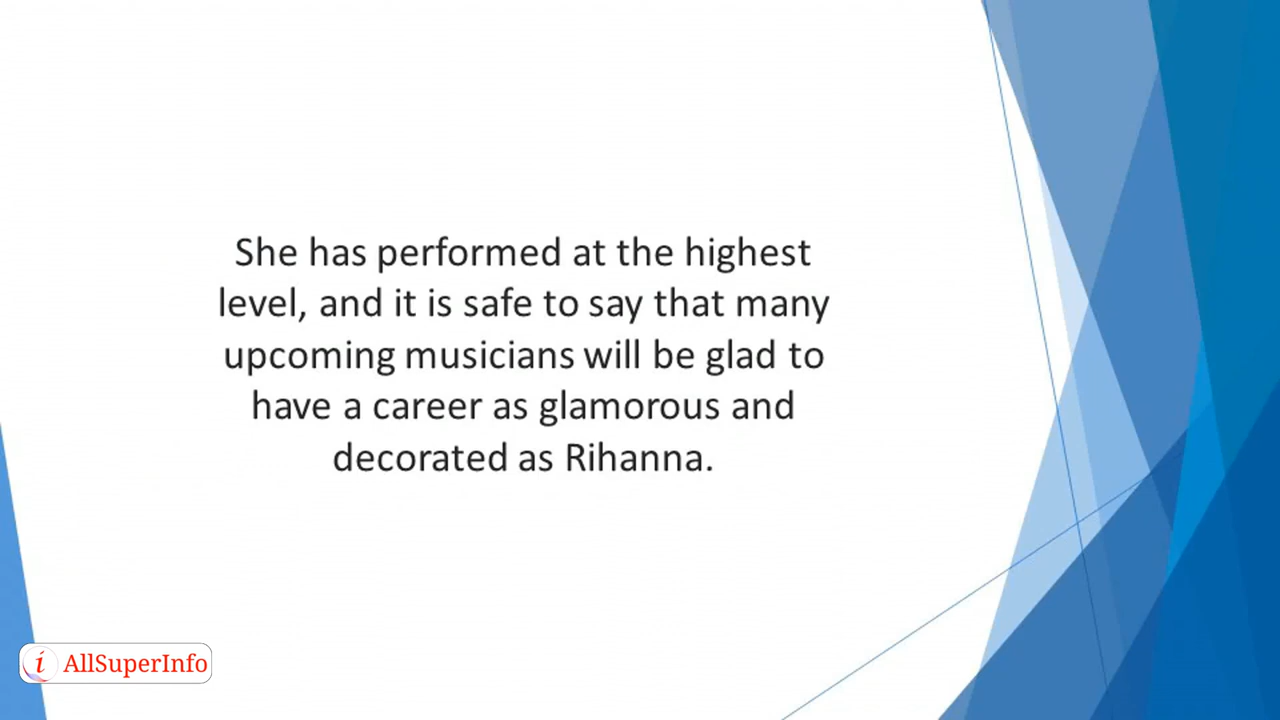 She has performed at the highest
level, and it is safe to say that many
upcoming musicians will be glad to
have a career as glamorous and
decorated as Rihanna.
i AllSuperInfo